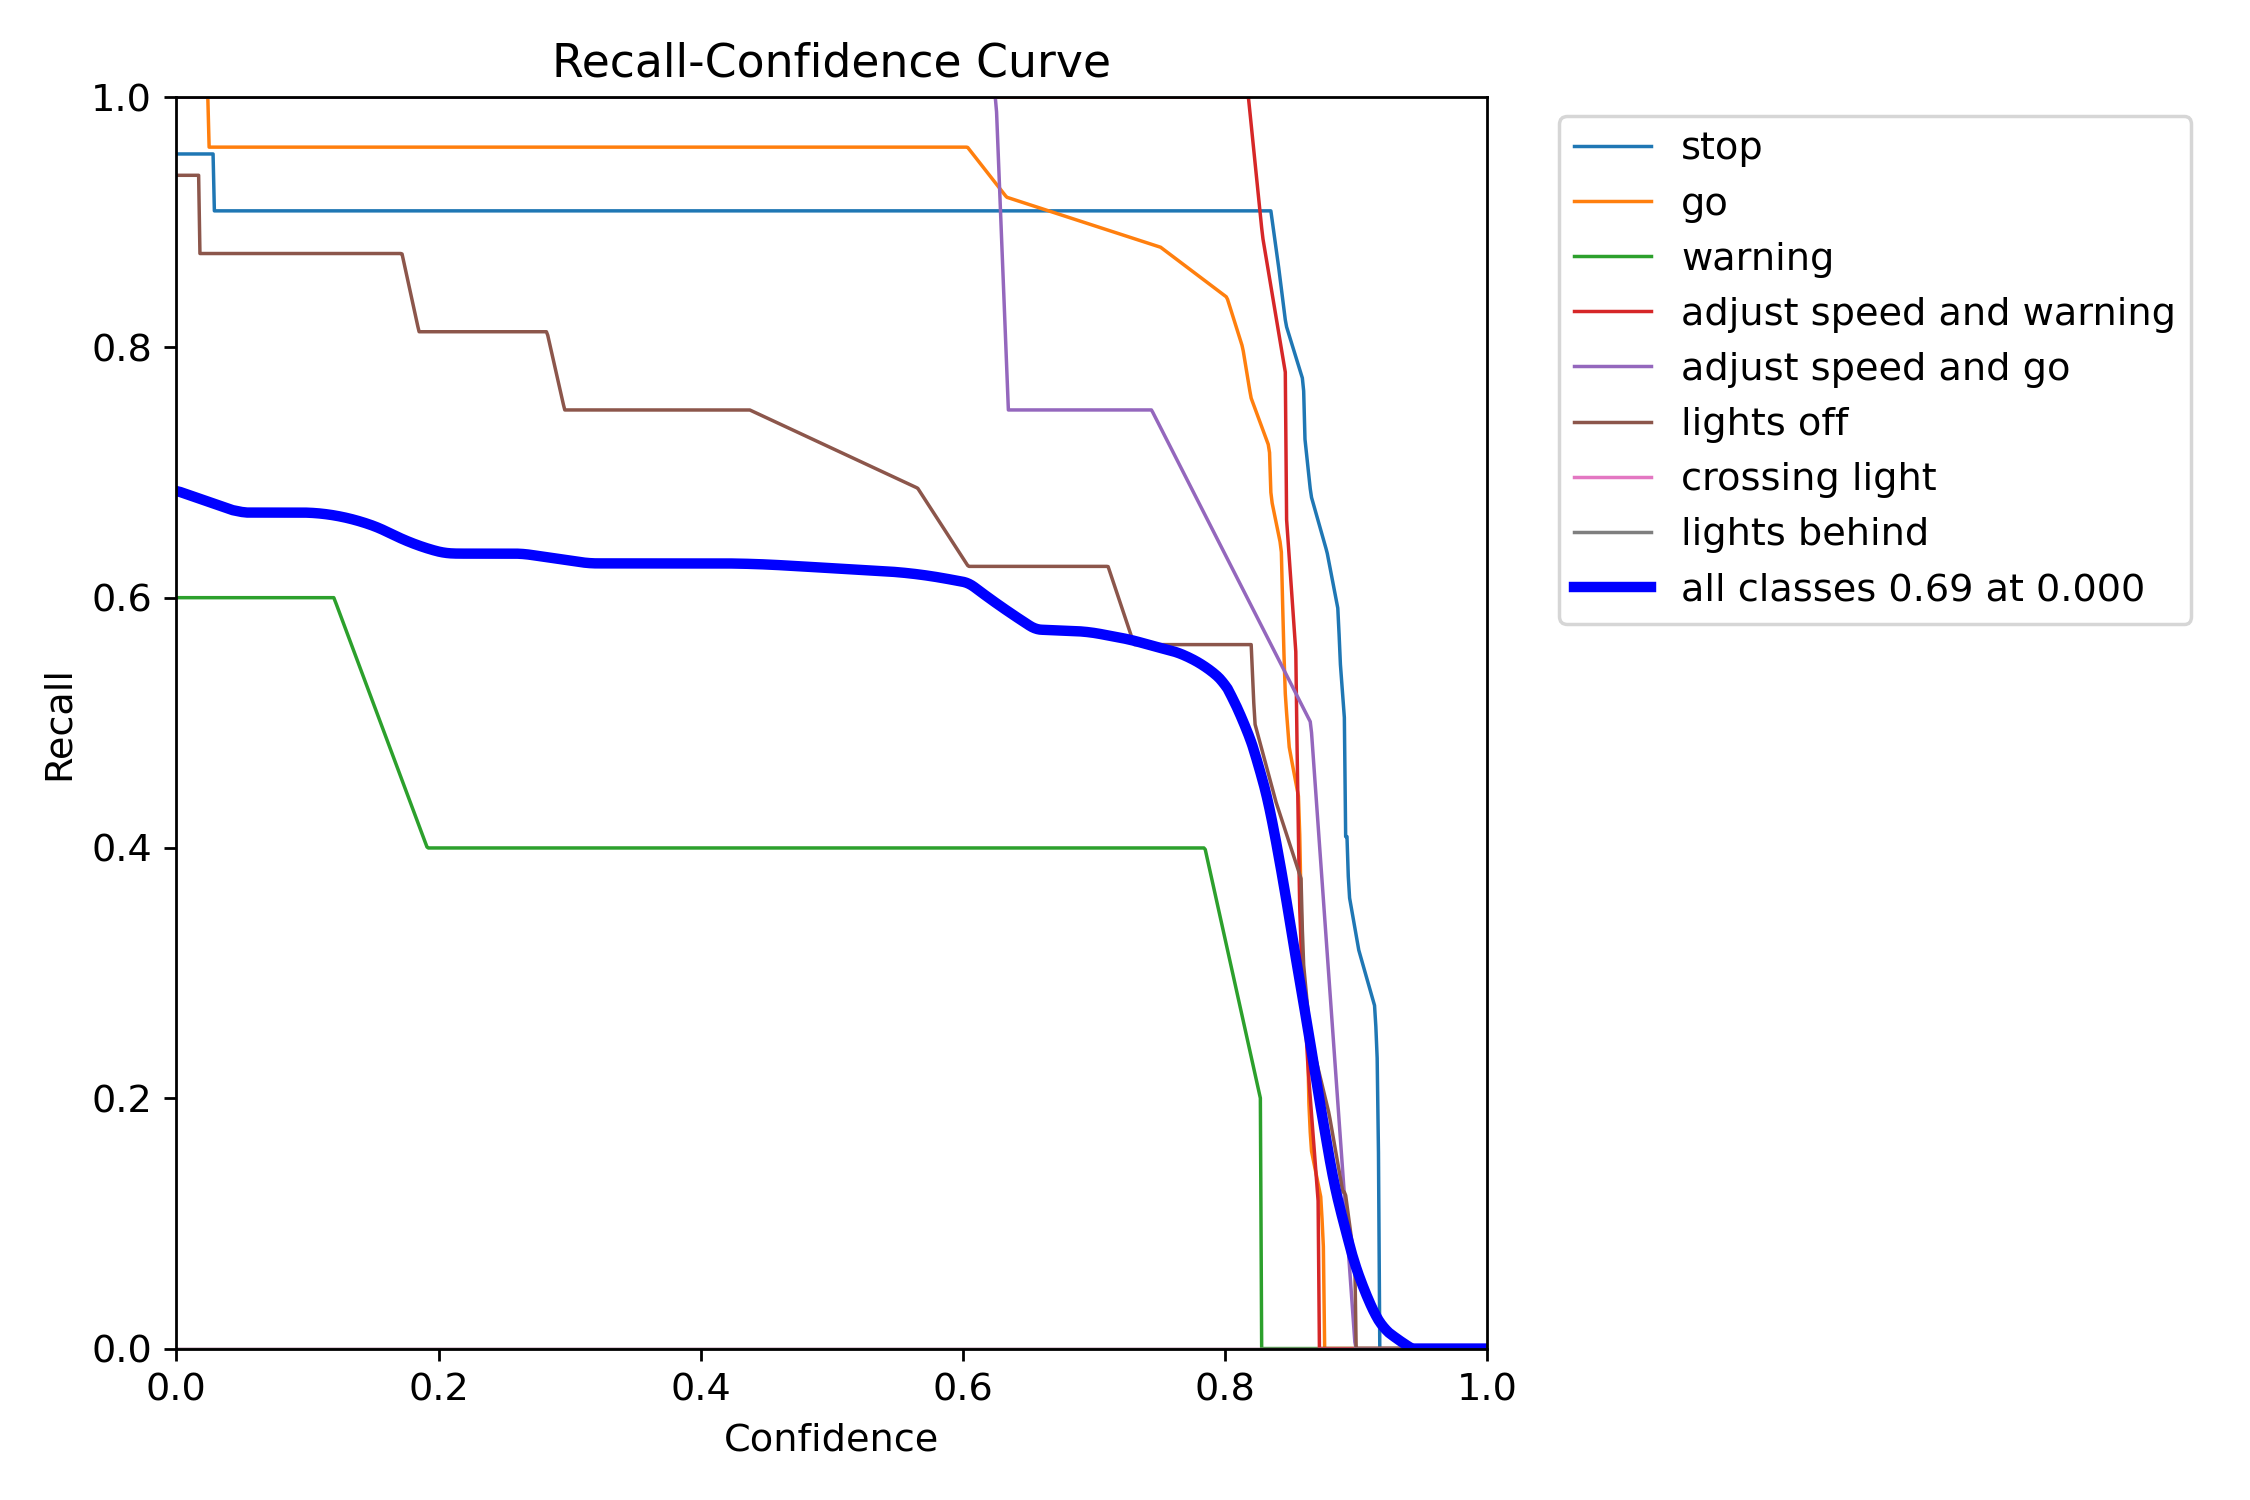 Recall-Confidence Curve
1.0
0.8
0.6
0.4
0.2
0.0
Recall
0.0 0.2 0.4 0.6 0.8 1.0
Confidence
stop
go
warning
adjust speed and warning
adjust speed and go
lights off
crossing light
lights behind
all classes 0.69 at 0.000